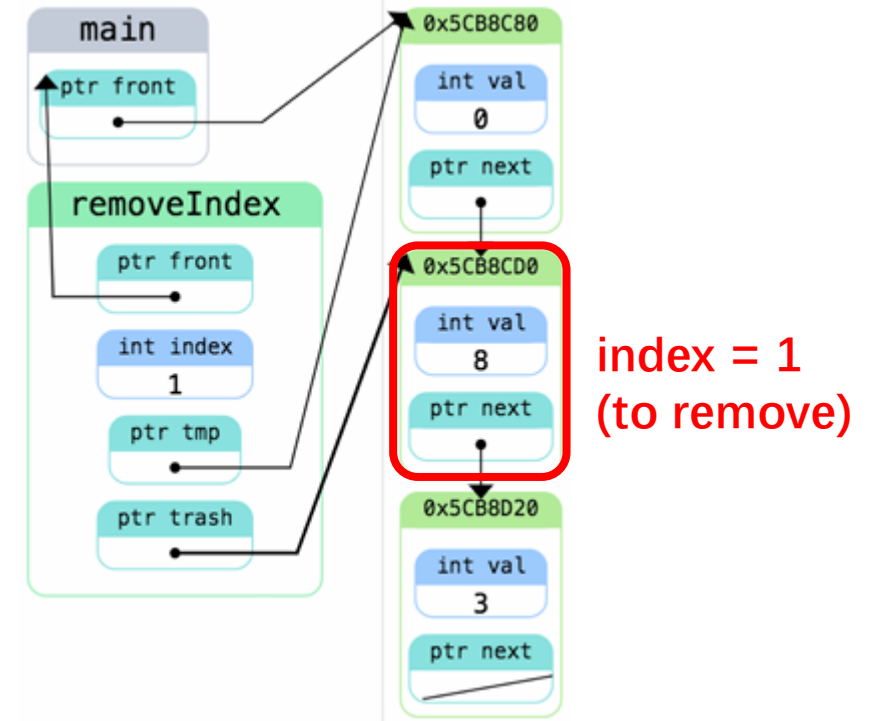 main
ptr front
removeIndex
ptr front
int index
1
ptr tmp
ptr trash
0x5CB8C80
int val
0
ptr next
0x5CB8CD0
int val
8
ptr next
0x5CB8D20
int val
3
ptr next
index = 1
(to remove)